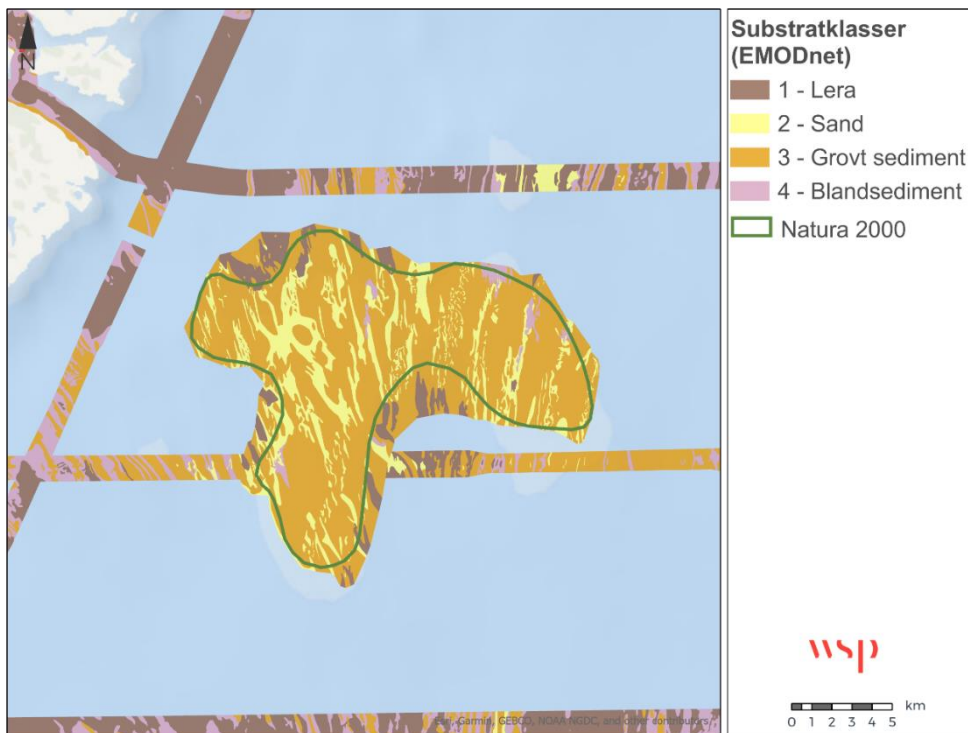 N
Substratklasser
(EMODnet)
1 - Lera
2 - Sand
3 - Grovt sediment
4 - Blandsediment
Natura 2000
wsp
km
0 1 2 3 4 5
Esri, Garmin, GEBCO, NOAA NGDC, and other contributors